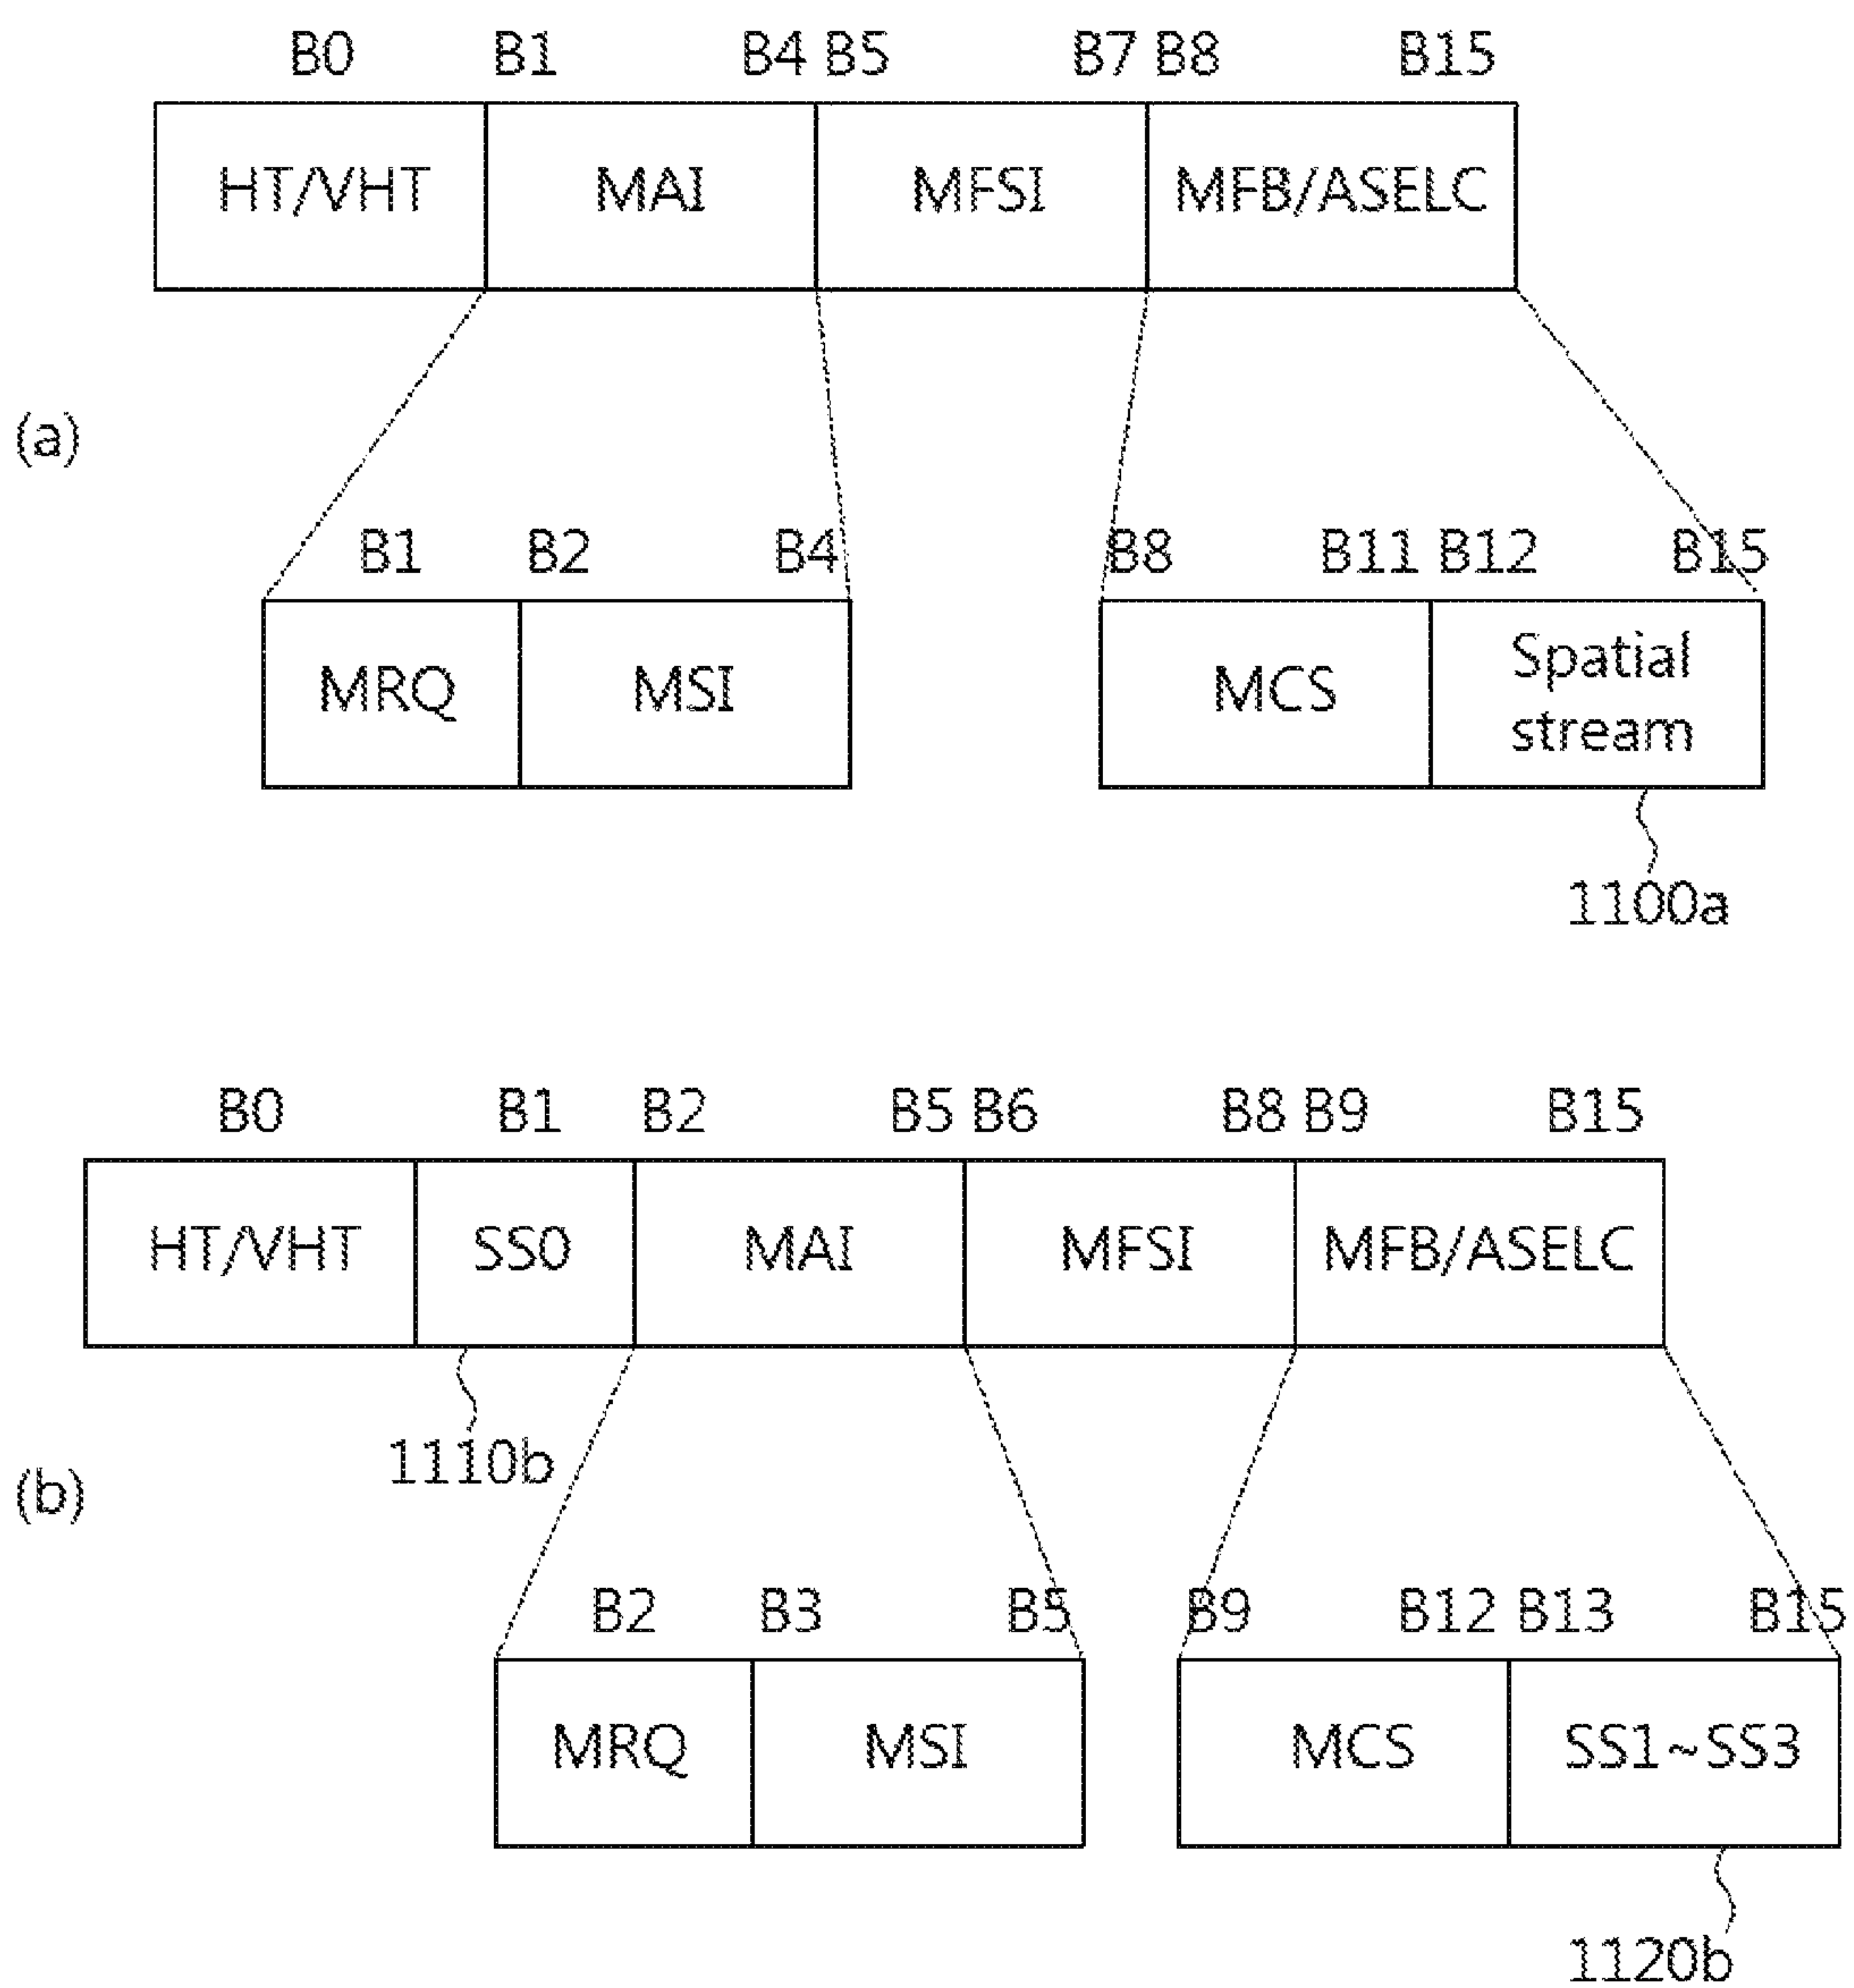 B0 B1 B4 B5 B7 B8 B15
HT/VHT MAI MFSI MFB/ASELC
(a)
B1 B2 B4 B8 B11 B12 B15
MRQ MSI MCS Spatial
stream
1100a
B0 B1 B2 B5 B6 B8 B9 B15
HT/VHT SS0 MAI MFSI MFB/ASELC
1110b
(b)
B2 B3 B5 B9 B12 B13 B15
MRQ MSI MCS SS1~SS3
1120b